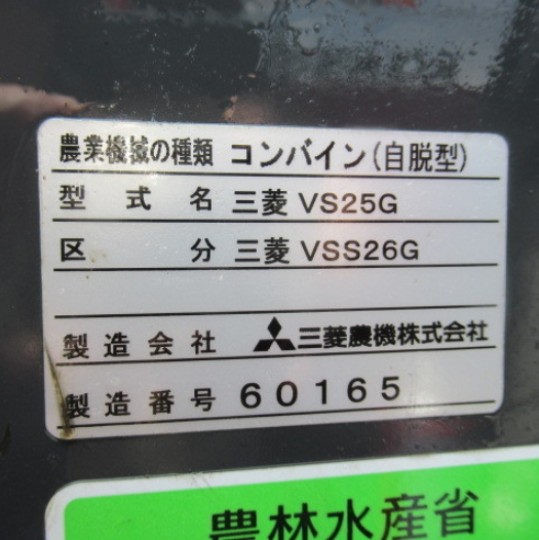 農業機械の種類 コンバイン(自脱型)
型式名 三菱 VS25G
区分 三菱 VSS26G
製造会社 三菱農機株式会社
製造番号 60165
農林水産省